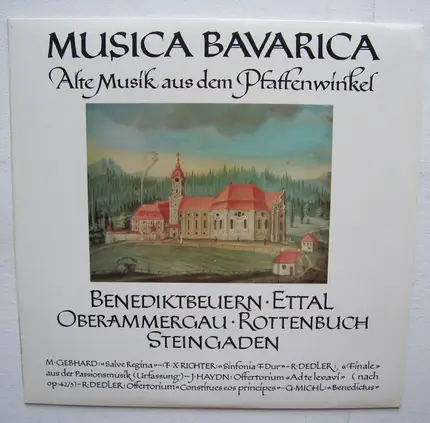 MUSICA BAVARICA
Alte Musik aus dem Pfaffenwinkel
BENEDIKTBEUERN · ETTAL
OBERAMMERGAU · ROTTENBUCH
STEINGADEN
M·GEBHARD: «Salve Regina» – F·X·RICHTER: «Sinfonia F Dur» – R·DEDLER: «Finale»
aus der Passionsmusik (Urfassung) – J·HAYDN: Offertorium «Ad te levavi» (nach
op·42/3) – R·DEDLER: Offertorium «Constitues eos principes» – Q·MICHL: «Benedictus»